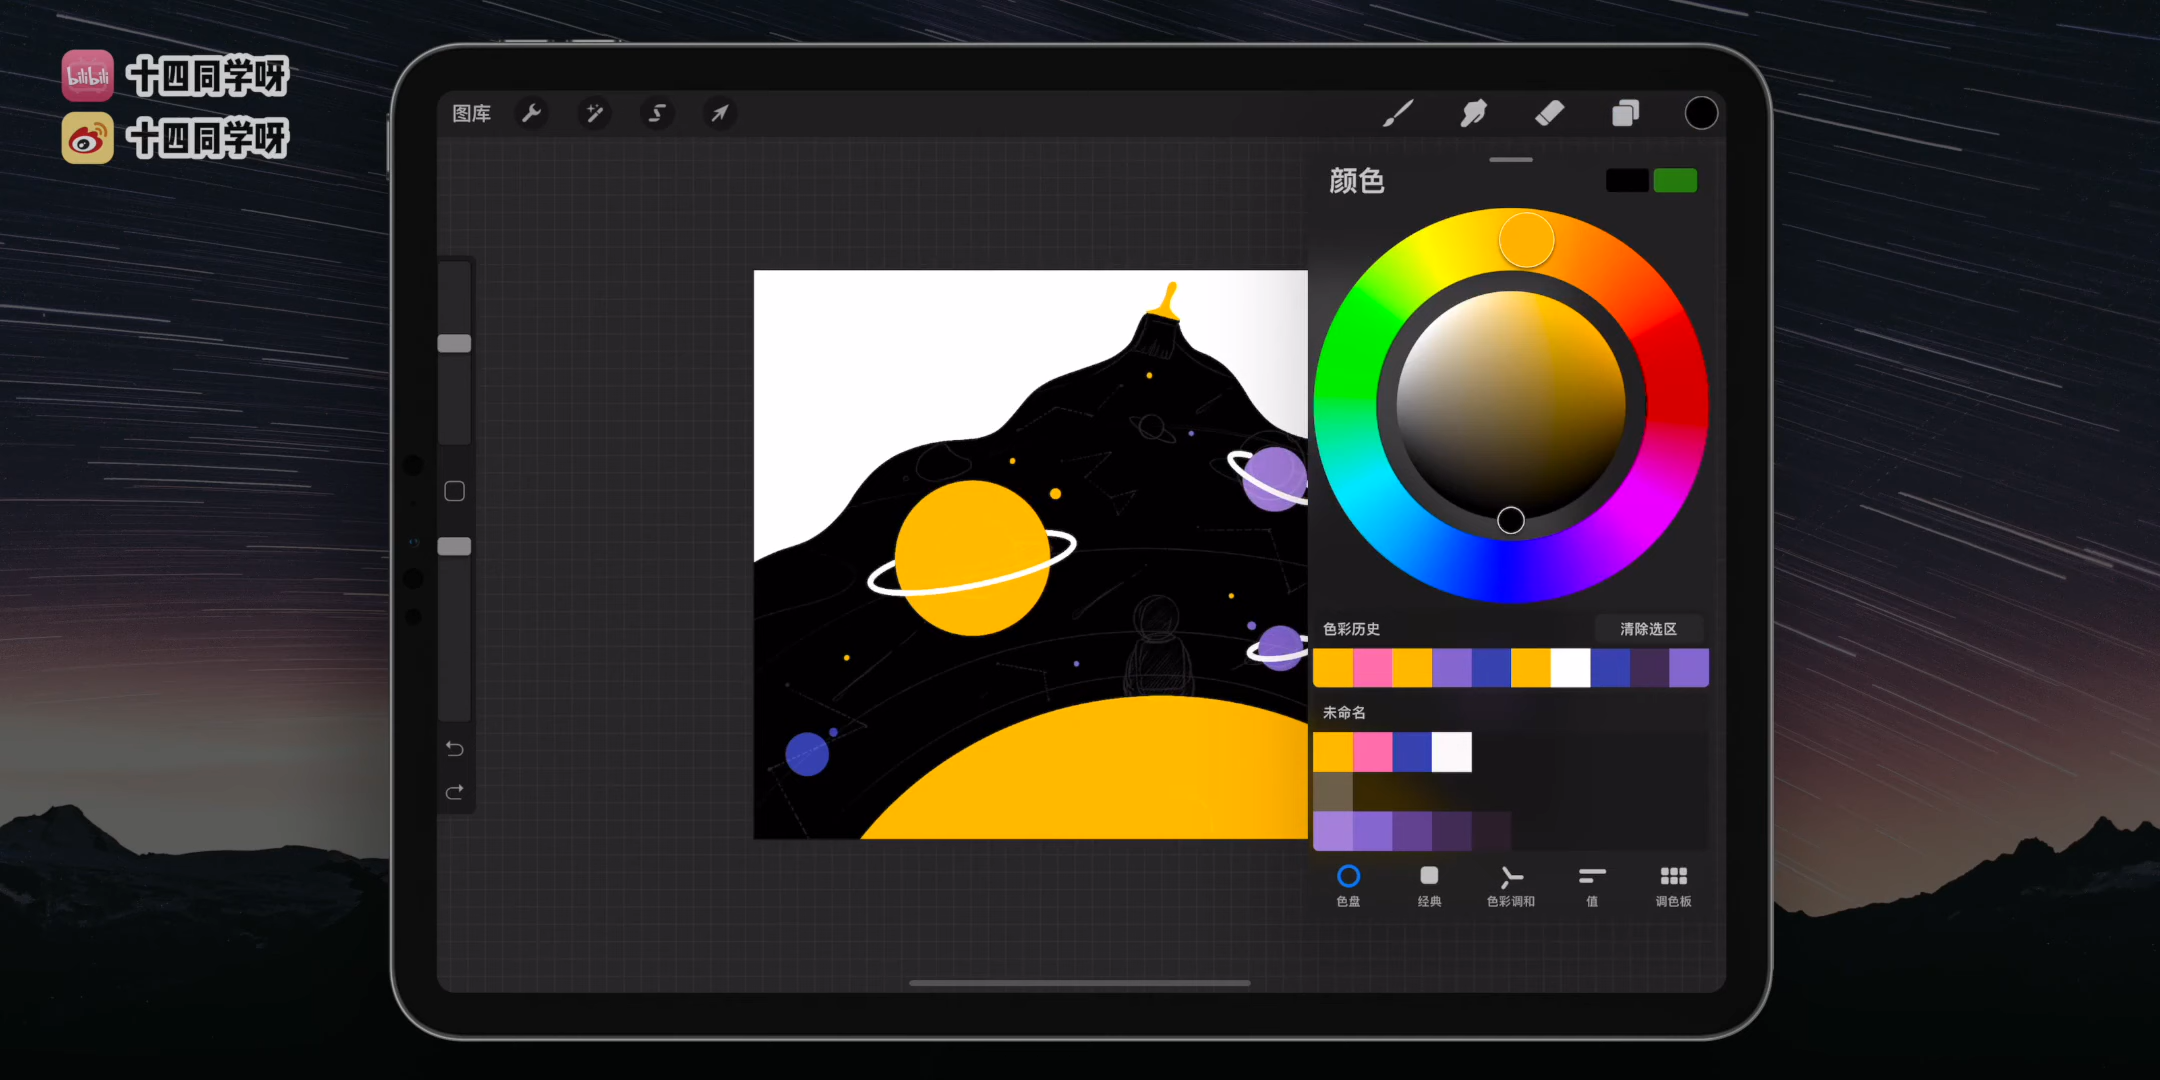 bilibili 十四同学呀
十四同学呀
图库
颜色
色彩历史
清除选区
未命名
色盘
经典
色彩调和
值
调色板